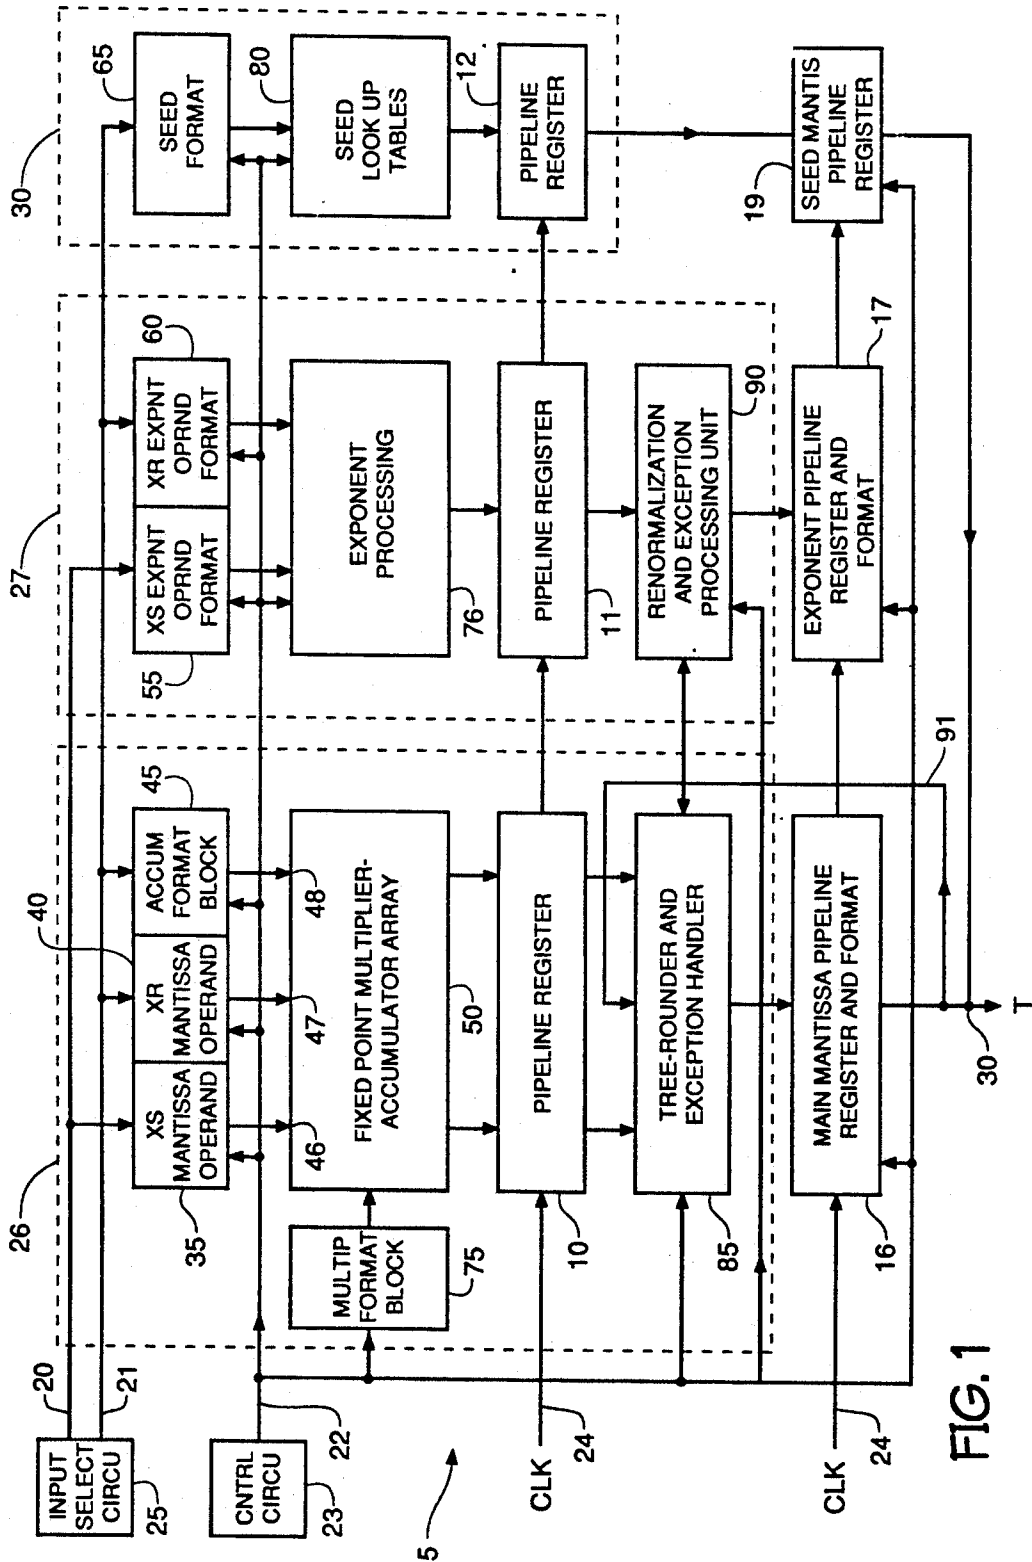 INPUT
SELECT
CIRCU
25
20
21
CNTRL
CIRCU
23
22
5
26
27
30
XS
MANTISSA
OPERAND
35
XR
MANTISSA
OPERAND
40
ACCUM
FORMAT
BLOCK
45
XS EXPNT
OPRND
FORMAT
55
XR EXPNT
OPRND
FORMAT
60
SEED
FORMAT
65
MULTIP
FORMAT
BLOCK
75
46
47
48
FIXED POINT MULTIPLIER-
ACCUMULATOR ARRAY
50
EXPONENT
PROCESSING
76
SEED
LOOK UP
TABLES
80
CLK
24
PIPELINE REGISTER
10
PIPELINE REGISTER
11
PIPELINE
REGISTER
12
TREE-ROUNDER AND
EXCEPTION HANDLER
85
RENORMALIZATION
AND EXCEPTION
PROCESSING UNIT
90
91
CLK
24
MAIN MANTISSA PIPELINE
REGISTER AND FORMAT
16
EXPONENT PIPELINE
REGISTER AND
FORMAT
17
SEED MANTIS
PIPELINE
REGISTER
19
30
T
FIG. 1